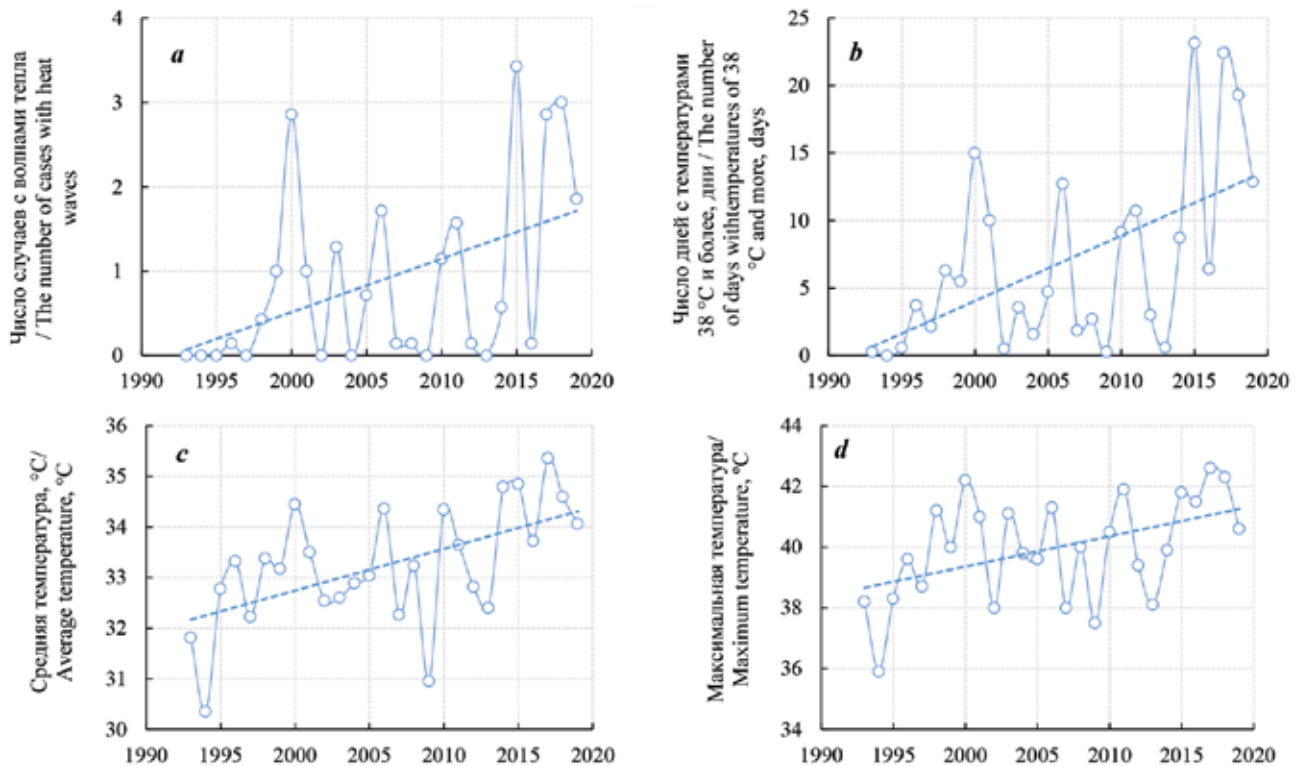 Число случаев с волнами тепла
/ The number of cases with heat
waves
a
4
3
2
1
0
1990 1995 2000 2005 2010 2015 2020
Число дней с температурами
38 °C и более, дни / The number
of days withtemperatures of 38
°C and more, days
b
25
20
15
10
5
0
1990 1995 2000 2005 2010 2015 2020
Средняя температура, °C/
Average temperature, °C
c
36
35
34
33
32
31
30
1990 1995 2000 2005 2010 2015 2020
Максимальная температура/
Maximum temperature, °C
d
44
42
40
38
36
34
1990 1995 2000 2005 2010 2015 2020